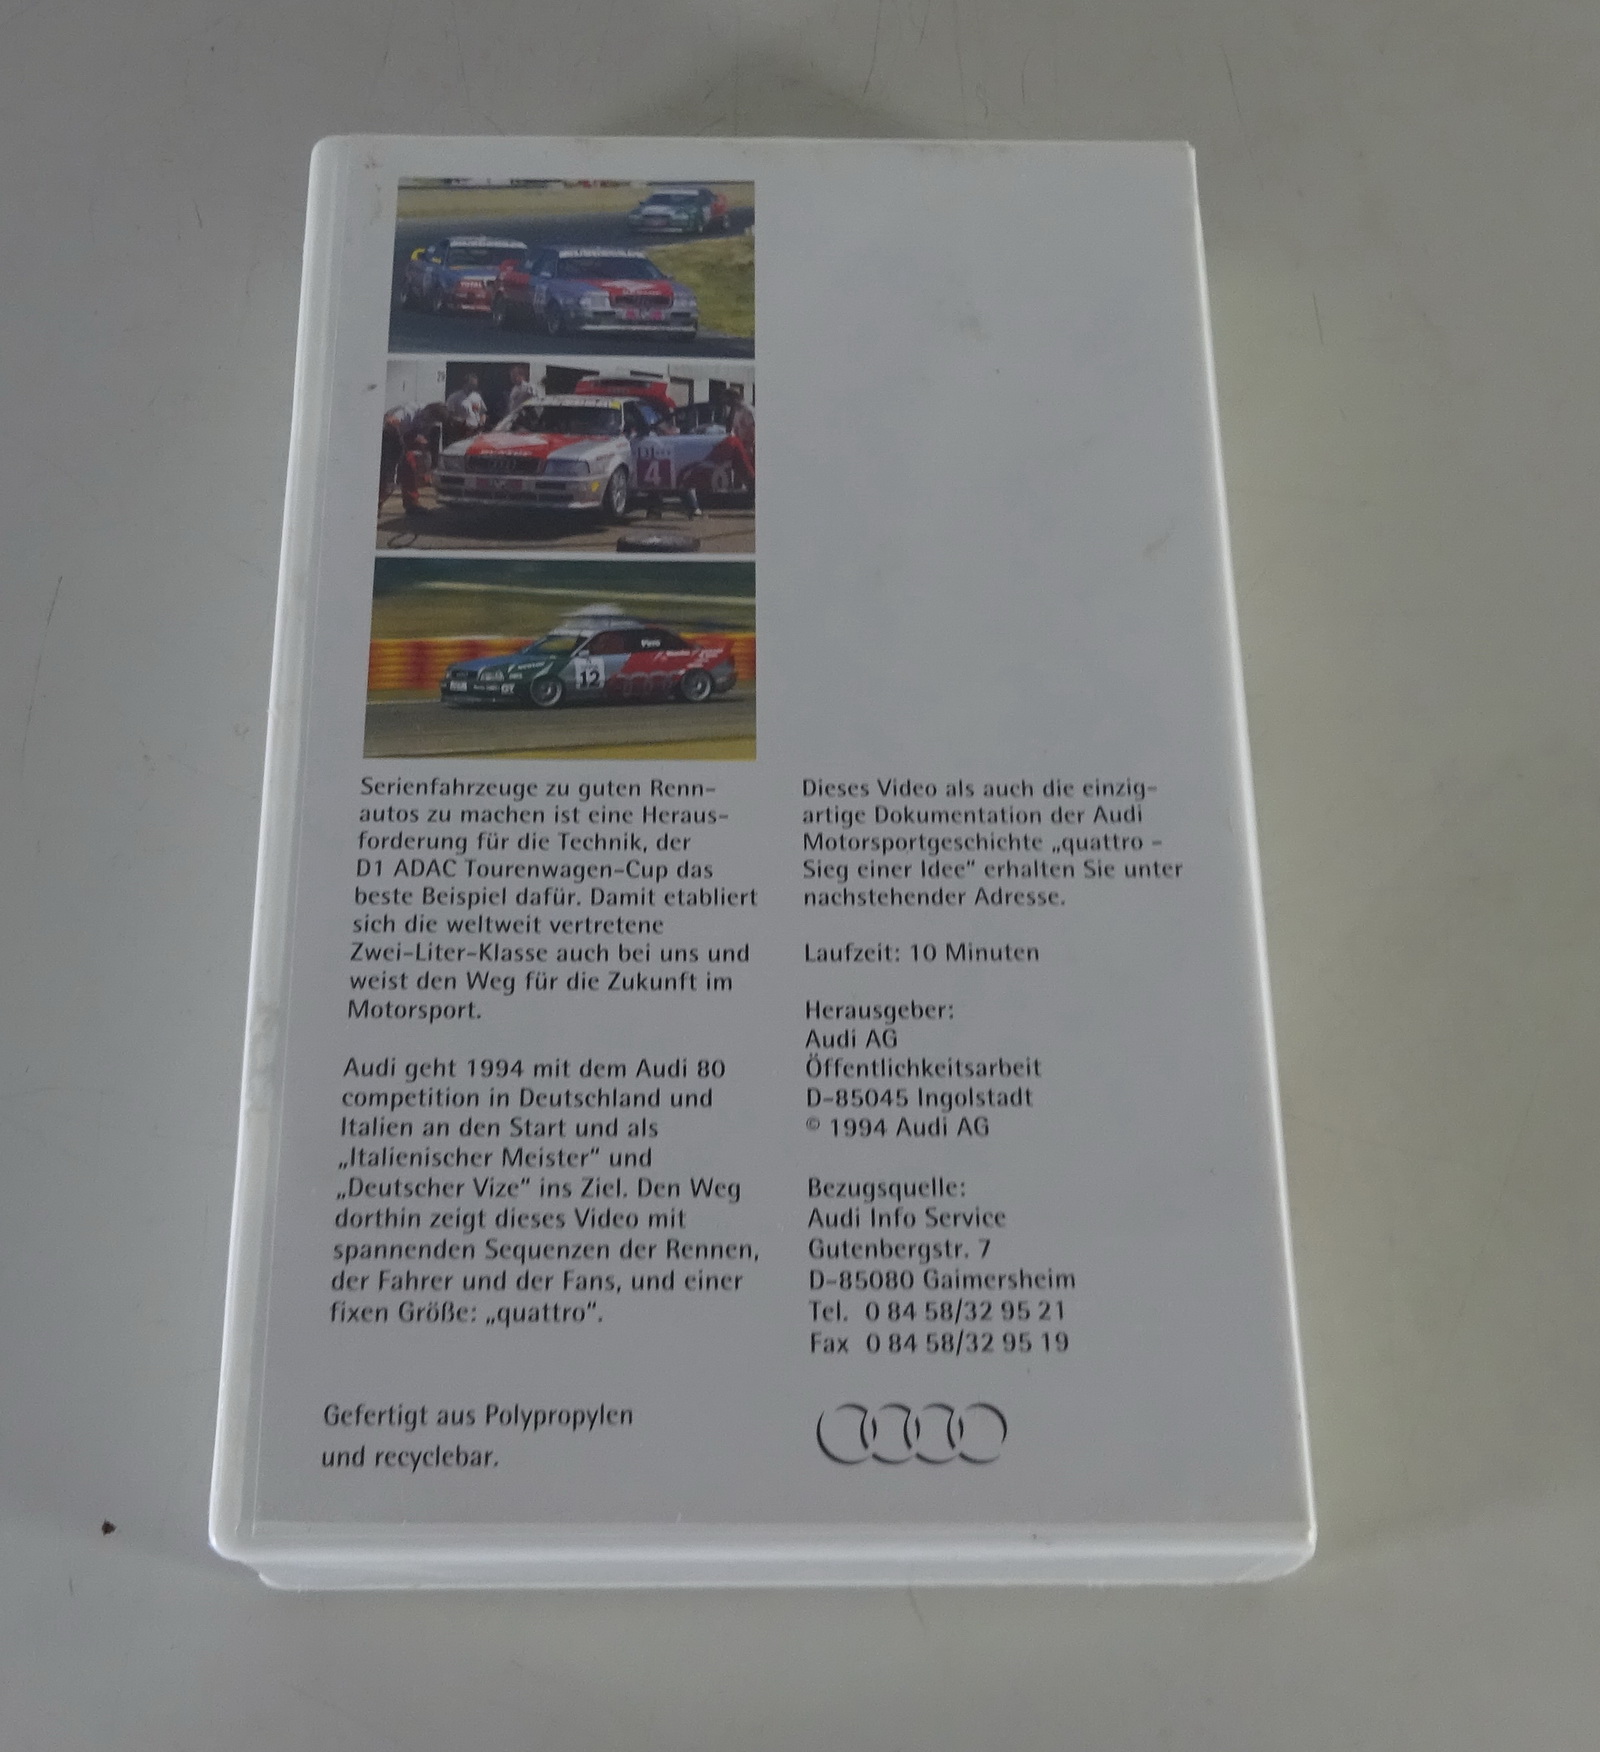 4
12
Serienfahrzeuge zu guten Renn-
autos zu machen ist eine Heraus-
forderung für die Technik, der
D1 ADAC Tourenwagen-Cup das
beste Beispiel dafür. Damit etabliert
sich die weltweit vertretene
Zwei-Liter-Klasse auch bei uns und
weist den Weg für die Zukunft im
Motorsport.
Audi geht 1994 mit dem Audi 80
competition in Deutschland und
Italien an den Start und als
„Italienischer Meister“ und
„Deutscher Vize“ ins Ziel. Den Weg
dorthin zeigt dieses Video mit
spannenden Sequenzen der Rennen,
der Fahrer und der Fans, und einer
fixen Größe: „quattro“.
Gefertigt aus Polypropylen
und recyclebar.
Dieses Video als auch die einzig-
artige Dokumentation der Audi
Motorsportgeschichte „quattro -
Sieg einer Idee“ erhalten Sie unter
nachstehender Adresse.
Laufzeit: 10 Minuten
Herausgeber:
Audi AG
Öffentlichkeitsarbeit
D-85045 Ingolstadt
© 1994 Audi AG
Bezugsquelle:
Audi Info Service
Gutenbergstr. 7
D-85080 Gaimersheim
Tel. 0 84 58/32 95 21
Fax 0 84 58/32 95 19